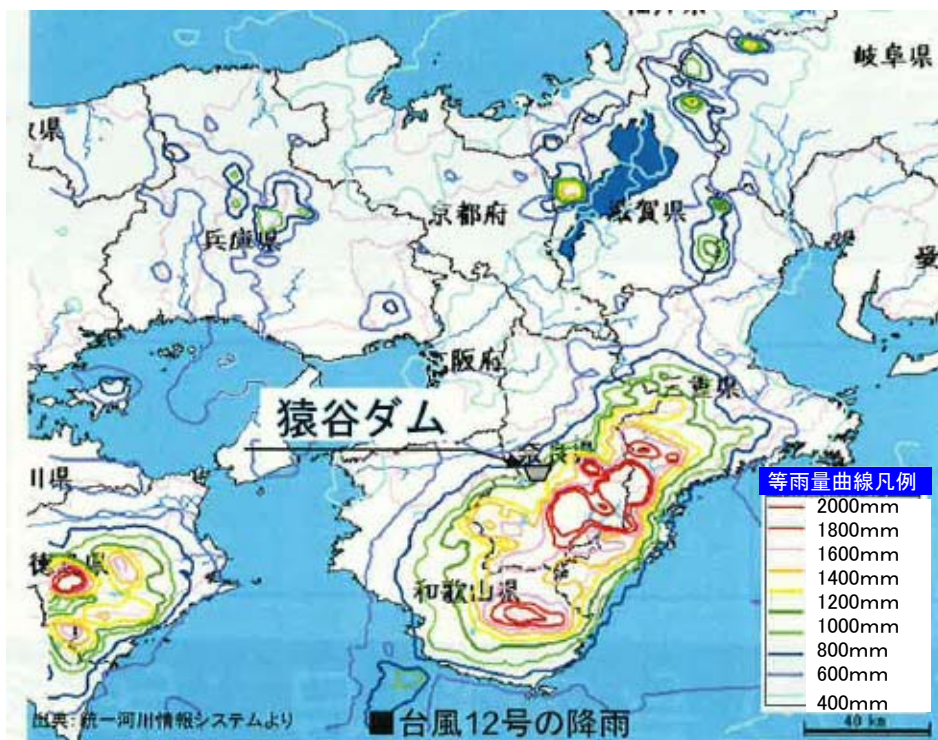 岐阜県
京都府
滋賀県
兵庫県
阪府
三重県
猿谷ダム
川県
和歌山県
等雨量曲線凡例
2000mm
1800mm
1600mm
1400mm
1200mm
1000mm
800mm
600mm
400mm
40 km
出典：統一河川情報システムより
■台風12号の降雨